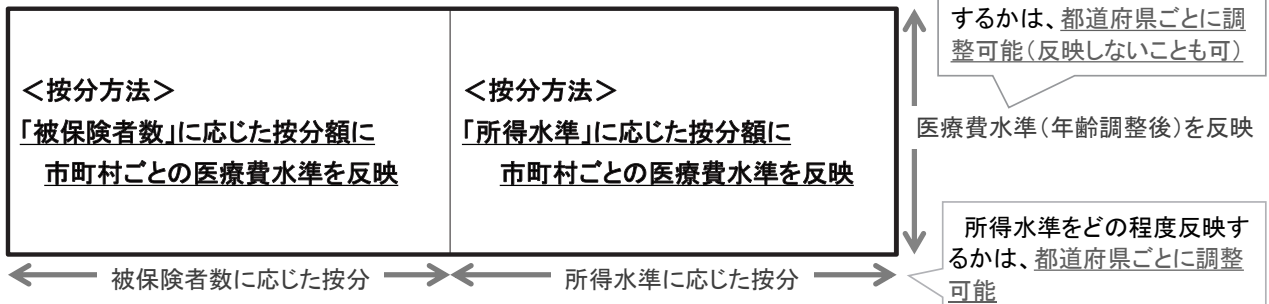 するかは、都道府県ごとに調
整可能(反映しないことも可)
<按分方法>
「被保険者数」に応じた按分額に
市町村ごとの医療費水準を反映
<按分方法>
「所得水準」に応じた按分額に
市町村ごとの医療費水準を反映
医療費水準(年齢調整後)を反映
所得水準をどの程度反映す
るかは、都道府県ごとに調整
可能
被保険者数に応じた按分
所得水準に応じた按分